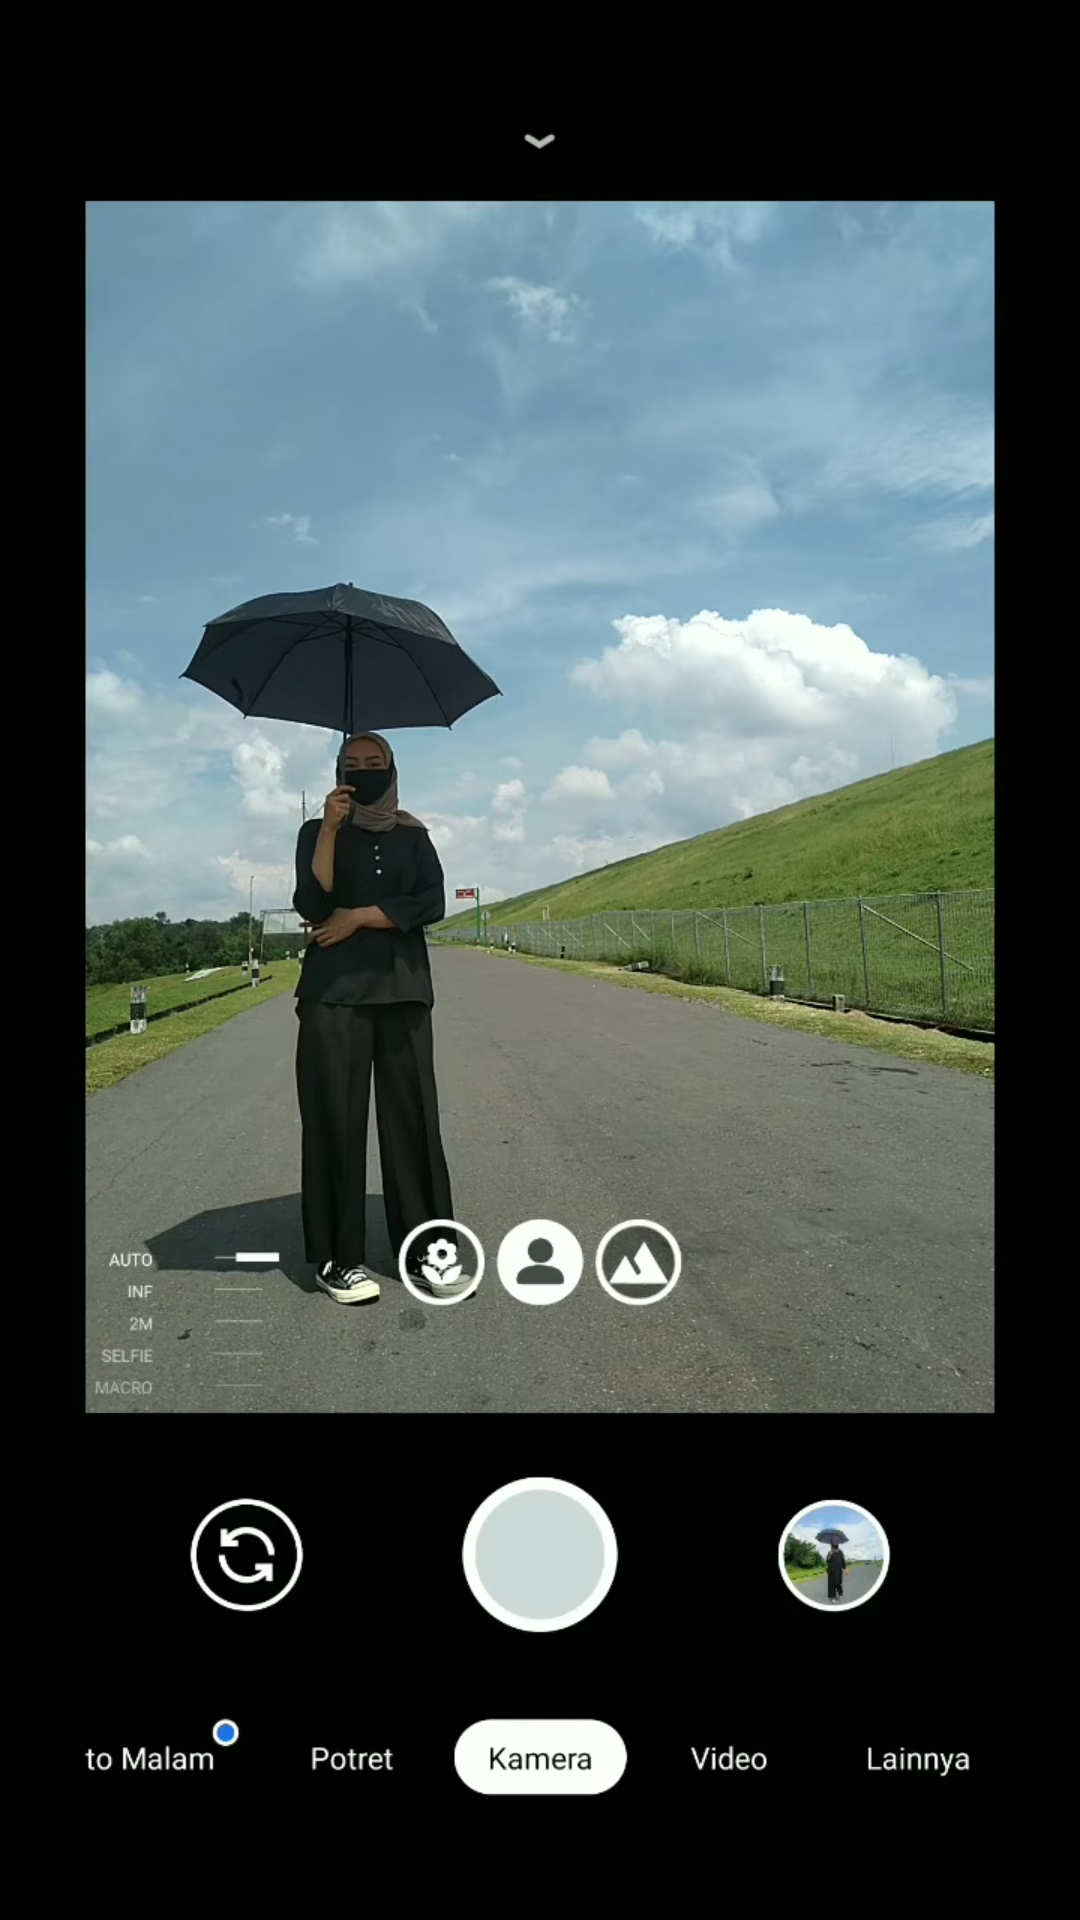 AUTO
INF
2M
SELFIE
MACRO
to Malam
Potret
Kamera
Video
Lainnya